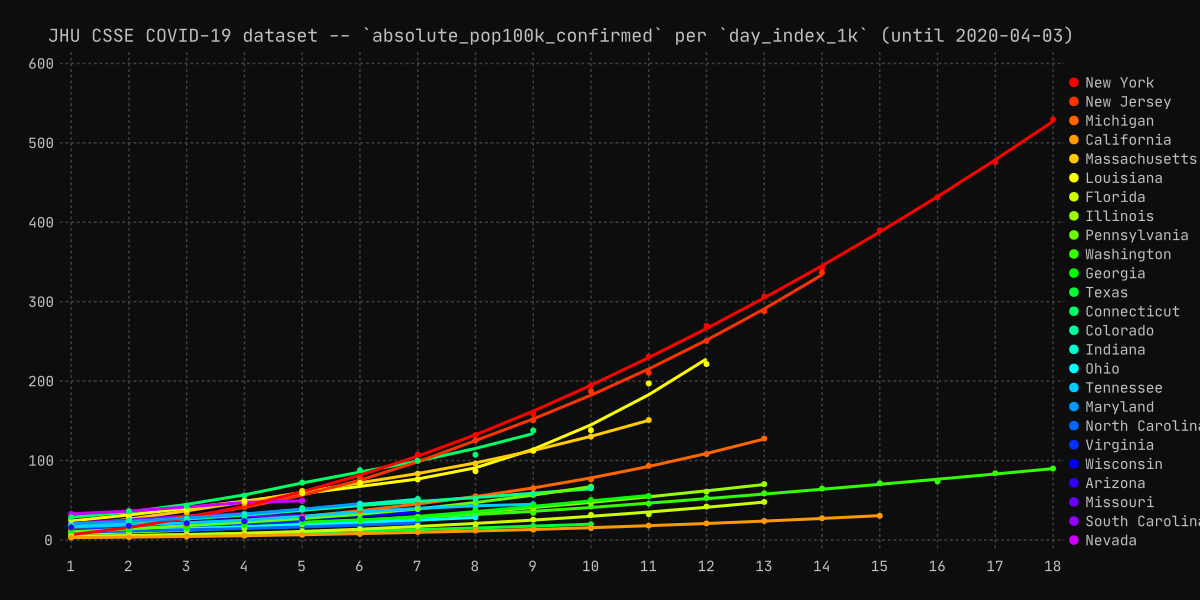 JHU CSSE COVID-19 dataset -- `absolute_pop100k_confirmed` per `day_index_1k` (until 2020-04-03)
600
500
400
300
200
100
0
1 2 3 4 5 6 7 8 9 10 11 12 13 14 15 16 17 18
New York
New Jersey
Michigan
California
Massachusetts
Louisiana
Florida
Illinois
Pennsylvania
Washington
Georgia
Texas
Connecticut
Colorado
Indiana
Ohio
Tennessee
Maryland
North Carolina
Virginia
Wisconsin
Arizona
Missouri
South Carolina
Nevada